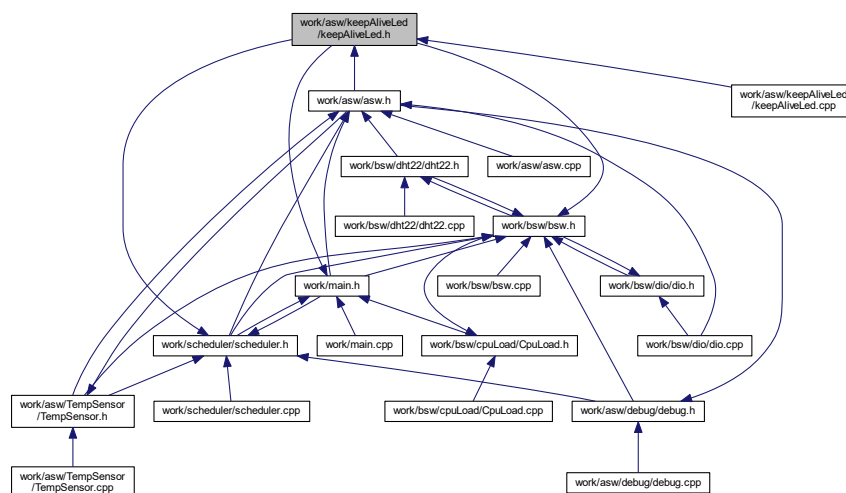 work/asw/keepAliveLed
/keepAliveLed.h
work/asw/keepAliveLed
/keepAliveLed.cpp
work/asw/asw.h
work/bsw/dht22/dht22.h
work/asw/asw.cpp
work/bsw/dht22/dht22.cpp
work/bsw/bsw.h
work/main.h
work/bsw/bsw.cpp
work/bsw/dio/dio.h
work/scheduler/scheduler.h
work/main.cpp
work/bsw/cpuLoad/CpuLoad.h
work/bsw/dio/dio.cpp
work/asw/TempSensor
/TempSensor.h
work/scheduler/scheduler.cpp
work/bsw/cpuLoad/CpuLoad.cpp
work/asw/debug/debug.h
work/asw/TempSensor
/TempSensor.cpp
work/asw/debug/debug.cpp